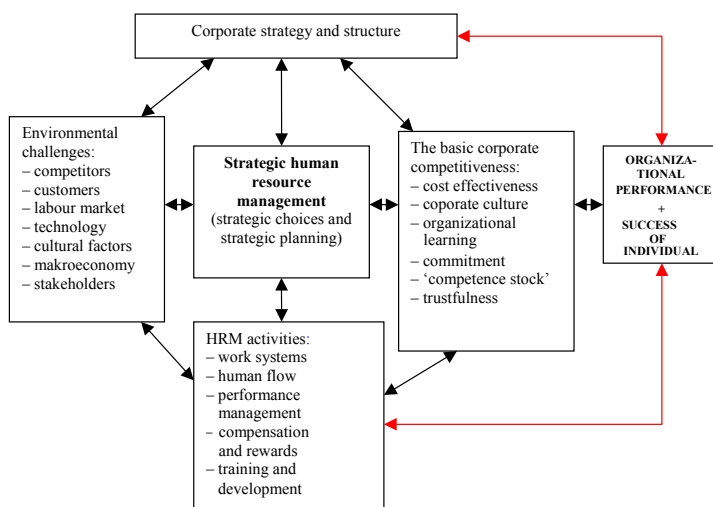 Corporate strategy and structure
Environmental
challenges:
– competitors
– customers
– labour market
– technology
– cultural factors
– makroeconomy
– stakeholders
Strategic human
resource
management
(strategic choices and
strategic planning)
The basic corporate
competitiveness:
– cost effectiveness
– coporate culture
– organizational
learning
– commitment
– ‘competence stock’
– trustfulness
ORGANIZA-
TIONAL
PERFORMANCE
+
SUCCESS
OF
INDIVIDUAL
HRM activities:
– work systems
– human flow
– performance
management
– compensation
and rewards
– training and
development